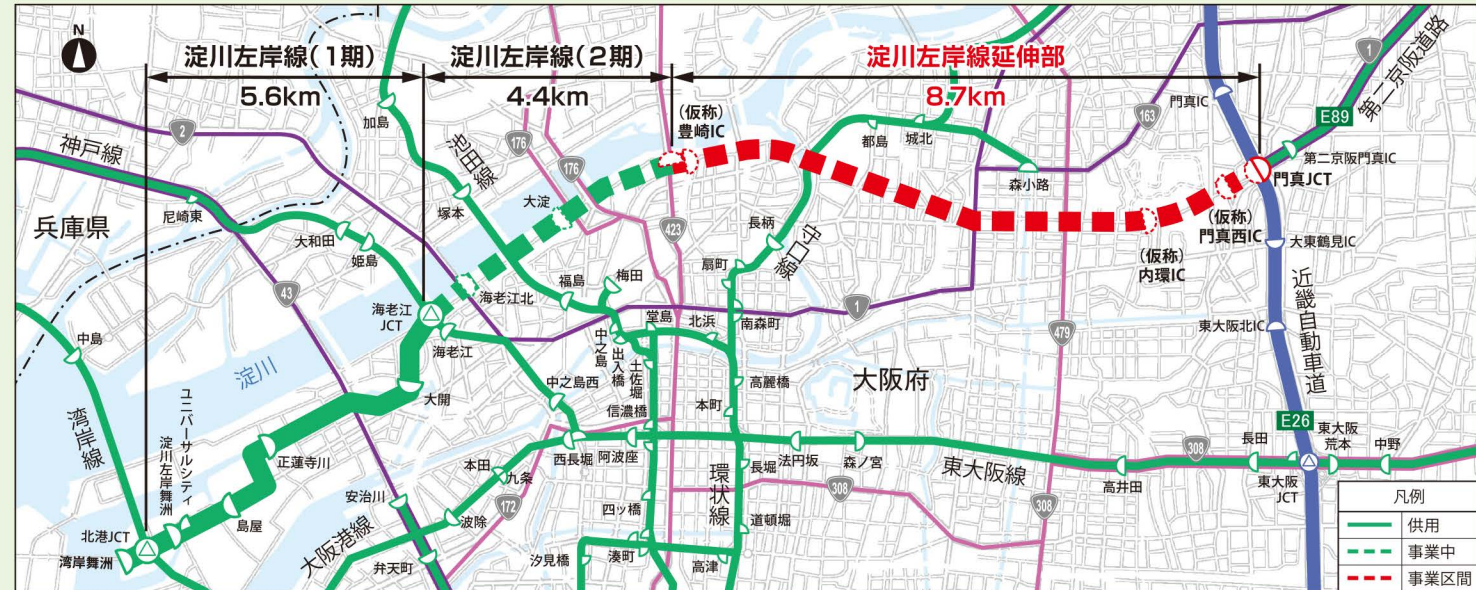 N
淀川左岸線(1期)
5.6km
淀川左岸線(2期)
4.4km
淀川左岸線延伸部
8.7km
(仮称)
豊崎IC
加島
池田線
176
176
都島
城北
163
門真IC
1
第二京阪道路
E89
第二京阪門真IC
門真JCT
2
神戸線
兵庫県
尼崎東
塚本
大淀
森小路
(仮称)
門真西IC
(仮称)
内環IC
大和田
姫島
423
長柄
守口線
扇町
大東鶴見IC
近畿自動車道
43
海老江
JCT
海老江北
福島
梅田
1
中島
海老江
中之島
出入橋
堂島
北浜
南森町
479
東大阪北IC
淀川
大開
中之島西
土佐堀
高麗橋
大阪府
湾岸線
ユニバーサルシティ
淀川左岸舞洲
正蓮寺川
信濃橋
本町
E26
本田
九条
西長堀
阿波座
環状線
長堀
法円坂
森ノ宮
東大阪線
308
長田
東大阪
荒本
中野
高井田
東大阪
JCT
北港JCT
島屋
安治川
172
四ッ橋
308
308
凡例
供用
事業中
事業区間
湾岸舞洲
大阪港線
波除
弁天町
汐見橋
湊町
道頓堀
高津